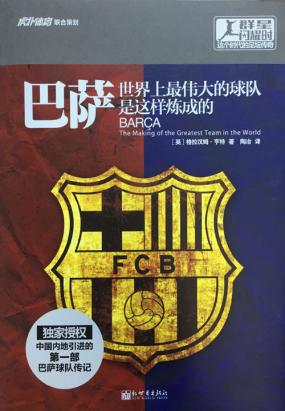 虎扑体育 联合策划
群星闪耀时
这个时代的足坛传奇
巴萨
世界上最伟大的球队
是这样炼成的
BARÇA
The Making of the Greatest Team in the World
[英] 格拉汉姆·亨特 著 陶冶 译
FCB
独家授权
中国内地引进的
第一部
巴萨球队传记
新世界出版社